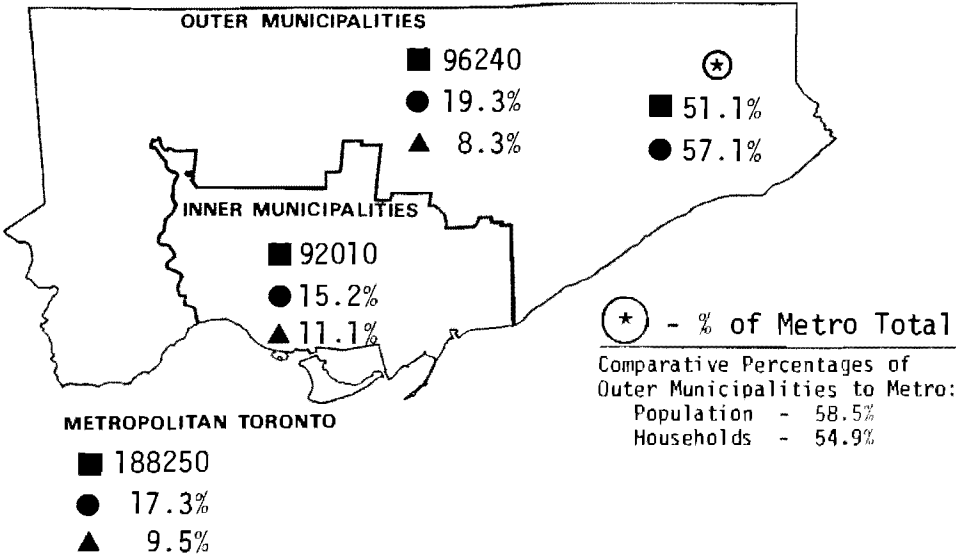 OUTER MUNICIPALITIES
■ 96240
● 19.3%
▲ 8.3%
(*)
■ 51.1%
● 57.1%
INNER MUNICIPALITIES
■ 92010
● 15.2%
▲ 11.1%
(*) - % of Metro Total
Comparative Percentages of
Outer Municipalities to Metro:
Population - 58.5%
Households - 54.9%
METROPOLITAN TORONTO
■ 188250
● 17.3%
▲ 9.5%